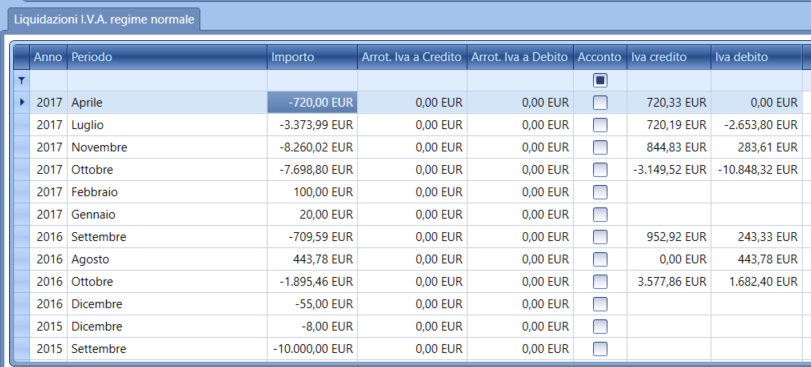 Liquidazioni I.V.A. regime normale
Anno Periodo Importo Arrot. Iva a Credito Arrot. Iva a Debito Acconto Iva credito Iva debito
2017 Aprile -720,00 EUR 0,00 EUR 0,00 EUR 720,33 EUR 0,00 EUR
2017 Luglio -3.373,99 EUR 0,00 EUR 0,00 EUR 720,19 EUR -2.653,80 EUR
2017 Novembre -8.260,02 EUR 0,00 EUR 0,00 EUR 844,83 EUR 283,61 EUR
2017 Ottobre -7.698,80 EUR 0,00 EUR 0,00 EUR -3.149,52 EUR -10.848,32 EUR
2017 Febbraio 100,00 EUR 0,00 EUR 0,00 EUR
2017 Gennaio 20,00 EUR 0,00 EUR 0,00 EUR
2016 Settembre -709,59 EUR 0,00 EUR 0,00 EUR 952,92 EUR 243,33 EUR
2016 Agosto 443,78 EUR 0,00 EUR 0,00 EUR 0,00 EUR 443,78 EUR
2016 Ottobre -1.895,46 EUR 0,00 EUR 0,00 EUR 3.577,86 EUR 1.682,40 EUR
2016 Dicembre -55,00 EUR 0,00 EUR 0,00 EUR
2015 Dicembre -8,00 EUR 0,00 EUR 0,00 EUR
2015 Settembre -10.000,00 EUR 0,00 EUR 0,00 EUR